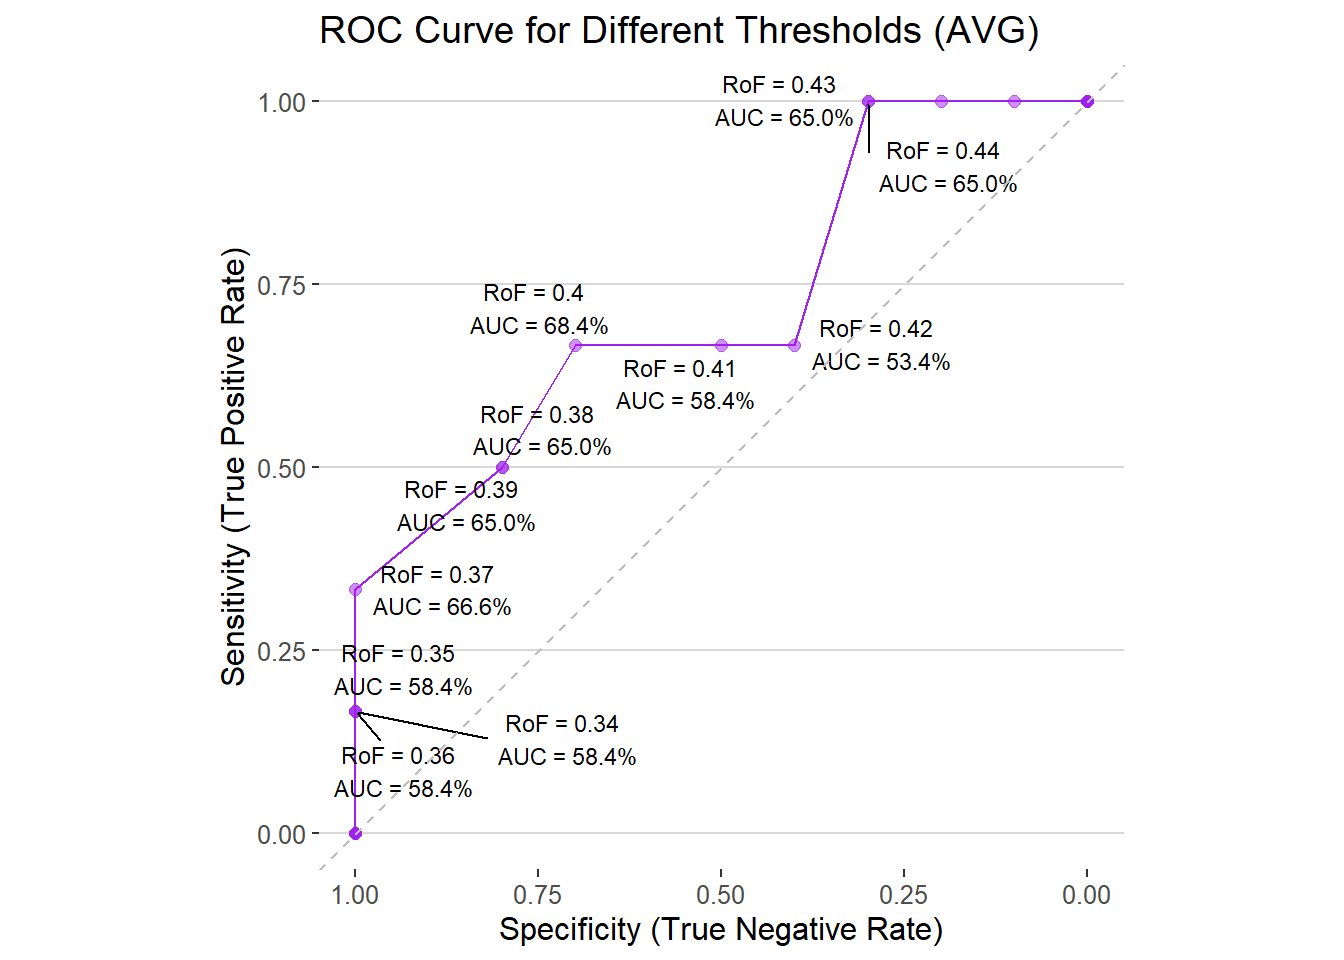 ROC Curve for Different Thresholds (AVG)
Sensitivity (True Positive Rate)
1.00
0.75
0.50
0.25
0.00
RoF = 0.43
AUC = 65.0%
RoF = 0.44
AUC = 65.0%
RoF = 0.4
AUC = 68.4%
RoF = 0.42
AUC = 53.4%
RoF = 0.41
AUC = 58.4%
RoF = 0.38
AUC = 65.0%
RoF = 0.39
AUC = 65.0%
RoF = 0.37
AUC = 66.6%
RoF = 0.35
AUC = 58.4%
RoF = 0.34
AUC = 58.4%
RoF = 0.36
AUC = 58.4%
1.00
0.75
0.50
0.25
0.00
Specificity (True Negative Rate)